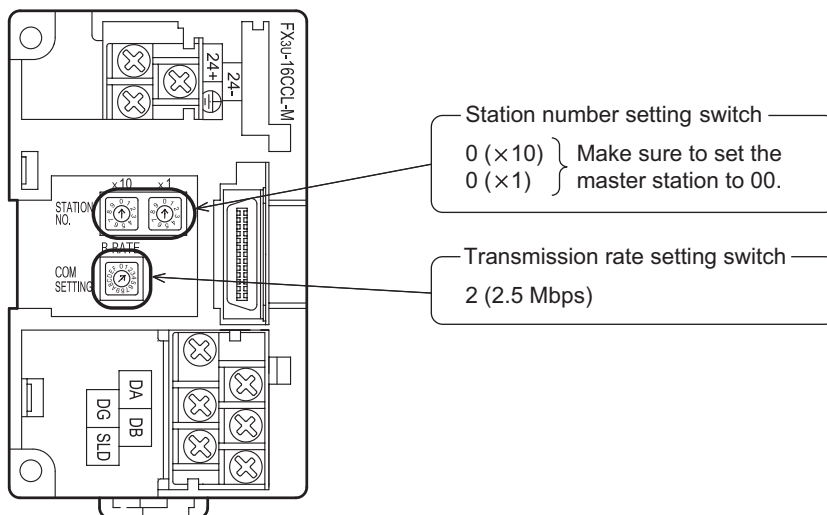 FX3U-16CCL-M
24+
24-
Station number setting switch
0 (×10)
0 (×1)
Make sure to set the
master station to 00.
×10 ×1
STATION
NO.
B RATE
COM
SETTING
Transmission rate setting switch
2 (2.5 Mbps)
DA
DG
DB
SLD